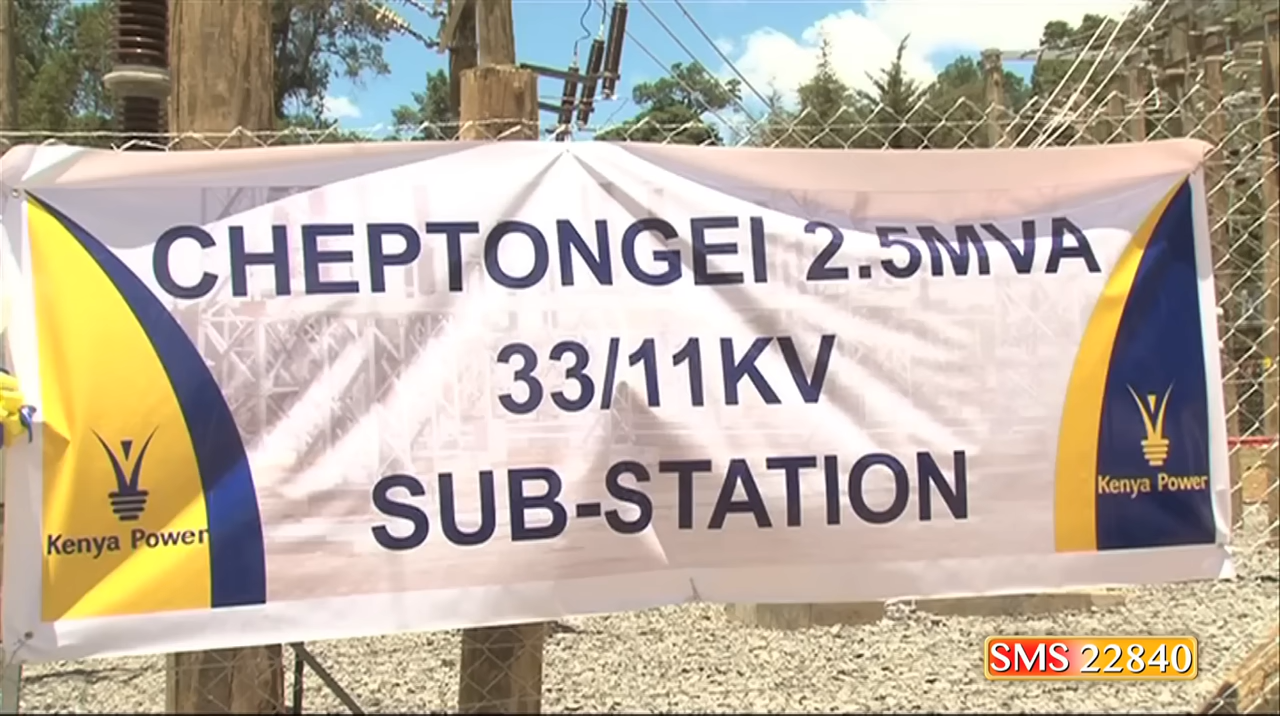 CHEPTONGEI 2.5MVA
33/11KV
SUB-STATION
Kenya Power
Kenya Power
SMS 22840